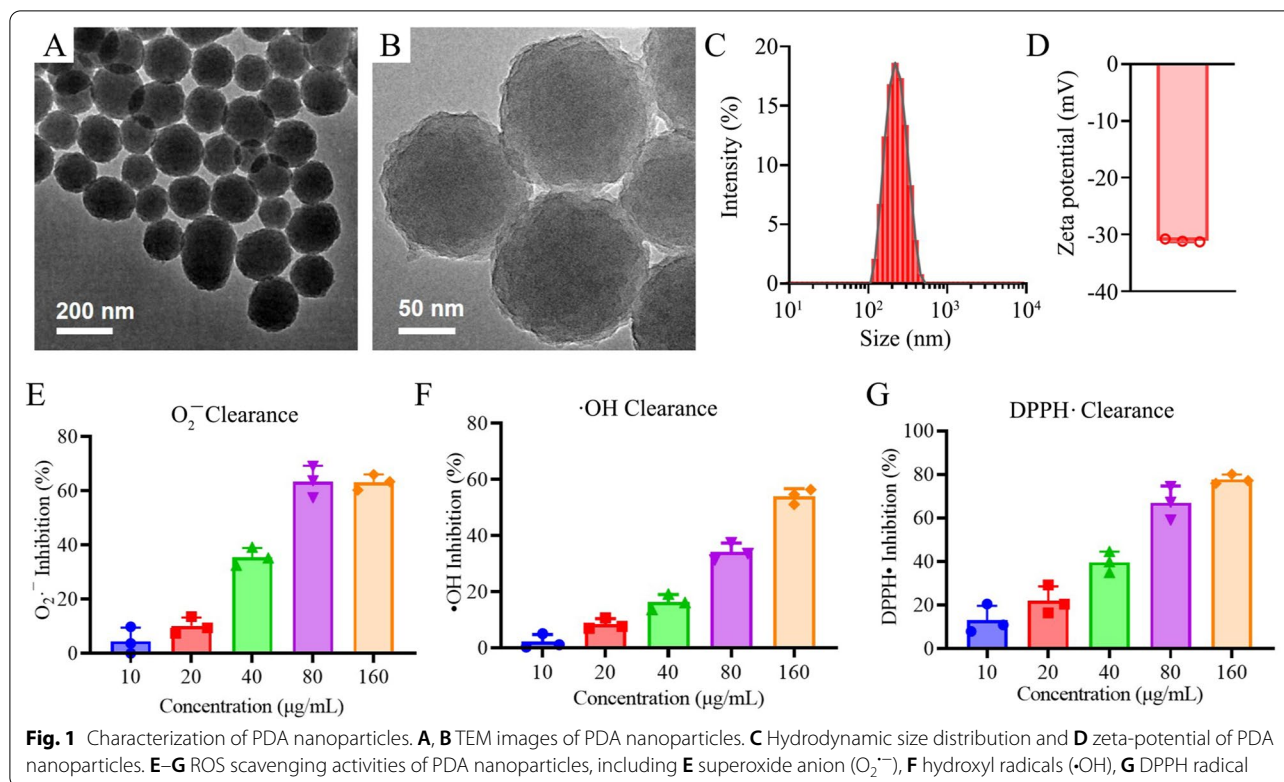 A
200 nm
B
50 nm
C
Intensity (%)
20
15
10
5
0
10¹ 10² 10³ 10⁴
Size (nm)
D
Zeta potential (mV)
0
-10
-20
-30
-40
E
O₂⁻ Clearance
O₂·⁻ Inhibition (%)
80
60
40
20
0
10 20 40 80 160
Concentration (µg/mL)
F
·OH Clearance
•OH Inhibition (%)
80
60
40
20
0
10 20 40 80 160
Concentration (µg/mL)
G
DPPH· Clearance
DPPH• Inhibition (%)
100
80
60
40
20
0
10 20 40 80 160
Concentration (µg/mL)
Fig. 1 Characterization of PDA nanoparticles. A, B TEM images of PDA nanoparticles. C Hydrodynamic size distribution and D zeta-potential of PDA
nanoparticles. E–G ROS scavenging activities of PDA nanoparticles, including E superoxide anion (O₂·⁻), F hydroxyl radicals (•OH), G DPPH radical